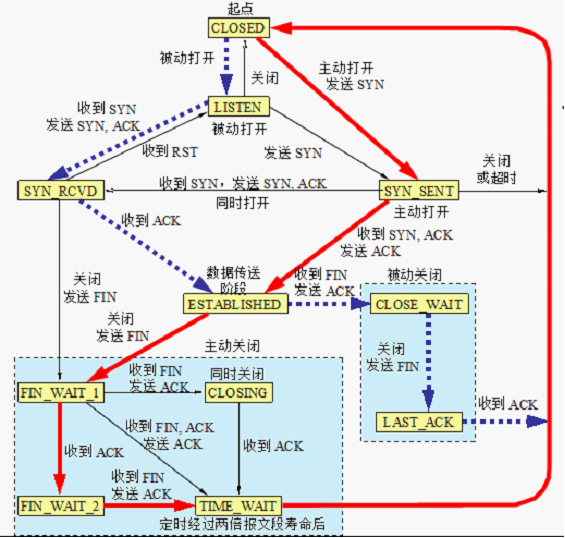 起点
CLOSED
被动打开
关闭
主动打开
发送 SYN
收到 SYN
发送 SYN, ACK
LISTEN
被动打开
收到 RST
发送 SYN
关闭
或超时
SYN_RCVD
收到 SYN，发送 SYN, ACK
同时打开
SYN_SENT
主动打开
收到 ACK
收到 SYN, ACK
发送 ACK
数据传送
阶段
ESTABLISHED
收到 FIN
发送 ACK
被动关闭
CLOSE_WAIT
关闭
发送 FIN
关闭
发送 FIN
关闭
发送 FIN
LAST_ACK
收到 ACK
主动关闭
FIN_WAIT_1
收到 FIN
发送 ACK
同时关闭
CLOSING
收到 ACK
收到 FIN, ACK
发送 ACK
收到 ACK
收到 FIN
发送 ACK
FIN_WAIT_2
TIME_WAIT
定时经过两倍报文段寿命后